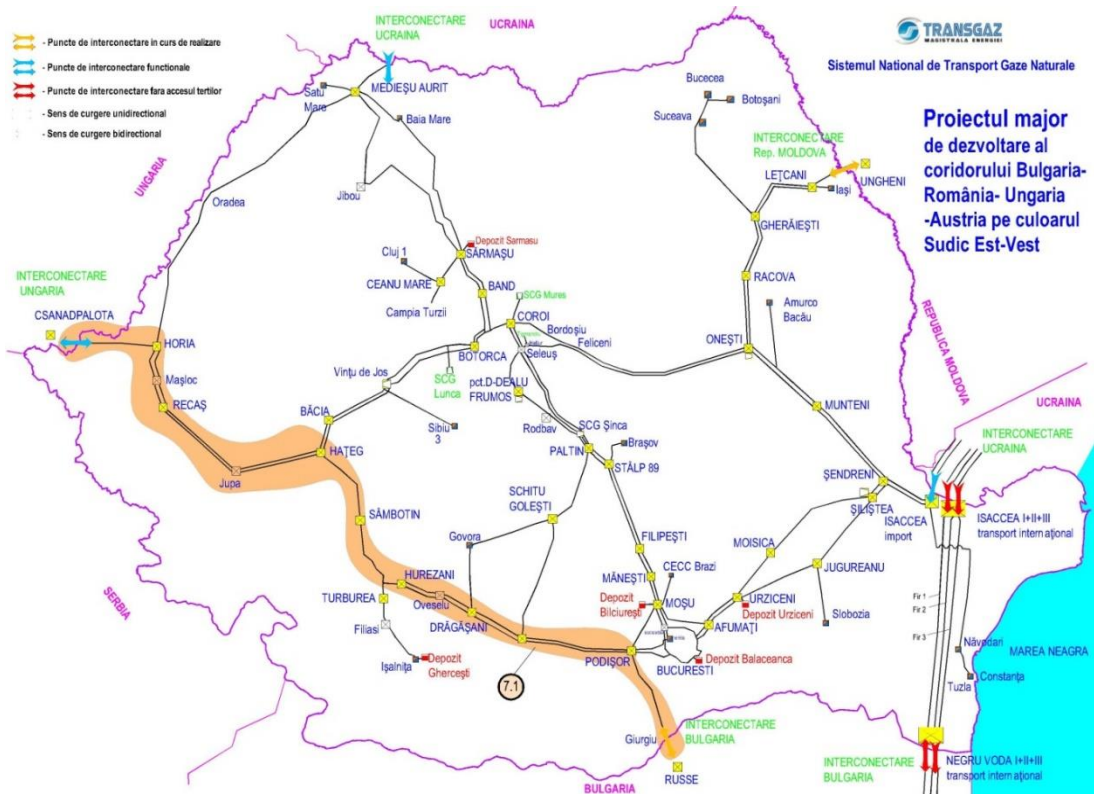 TRANSGAZ
MAGISTRALA ENERGIEI
Sistemul National de Transport Gaze Naturale
Proiectul major
de dezvoltare al
coridorului Bulgaria-
România- Ungaria
-Austria pe culoarul
Sudic Est-Vest
- Puncte de interconectare in curs de realizare
- Puncte de interconectare functionale
- Puncte de interconectare fara accesul tertilor
- Sens de curgere unidirectional
- Sens de curgere bidirectional
UCRAINA
INTERCONECTARE
UCRAINA
UCRAINA
MEDIEŞU AURIT
Satu
Mare
Baia Mare
Bucecea
Botoşani
Suceava
INTERCONECTARE
Rep. MOLDOVA
LEŢCANI
UNGHENI
Iaşi
UNGARIA
Oradea
Jibou
GHERĂIEŞTI
Depozit Sarmasu
SĂRMAŞU
Cluj 1
CEANU MARE
BAND
Campia Turzii
SCG Mures
RACOVA
Amurco
Bacău
INTERCONECTARE
UNGARIA
CSANADPALOTA
HORIA
COROI
Bordoşiu
Feliceni
ONEŞTI
REPUBLICA MOLDOVA
BOTORCA
Seleuş
Maşloc
Vinţu de Jos
SCG
Lunca
pct.D-DEALU
FRUMOS
RECAŞ
BĂCIA
Sibiu
3
Rodbav
SCG Şinca
MUNTENI
UCRAINA
INTERCONECTARE
UCRAINA
HAŢEG
PALTIN
Braşov
STÂLP 89
Jupa
ŞENDRENI
SÂMBOTIN
SCHITU
GOLEŞTI
ŞILIŞTEA
ISACCEA
import
ISACCEA I+II+III
transport internaţional
Govora
FILIPEŞTI
MOISICA
HUREZANI
TURBUREA
Oveselu
MĂNEŞTI
CECC Brazi
JUGUREANU
SERBIA
Filiasi
DRĂGĂŞANI
Depozit
Bilciureşti
MOŞU
URZICENI
Depozit Urziceni
Slobozia
Fir 1
Fir 2
Fir 3
AFUMAŢI
Işalniţa
Depozit
Gherceşti
PODIŞOR
BUCURESTI
Depozit Balaceanca
Năvodari
MAREA NEAGRA
Tuzla
Constanţa
7.1
Giurgiu
INTERCONECTARE
BULGARIA
RUSSE
BULGARIA
INTERCONECTARE
BULGARIA
NEGRU VODA I+II+III
transport internaţional